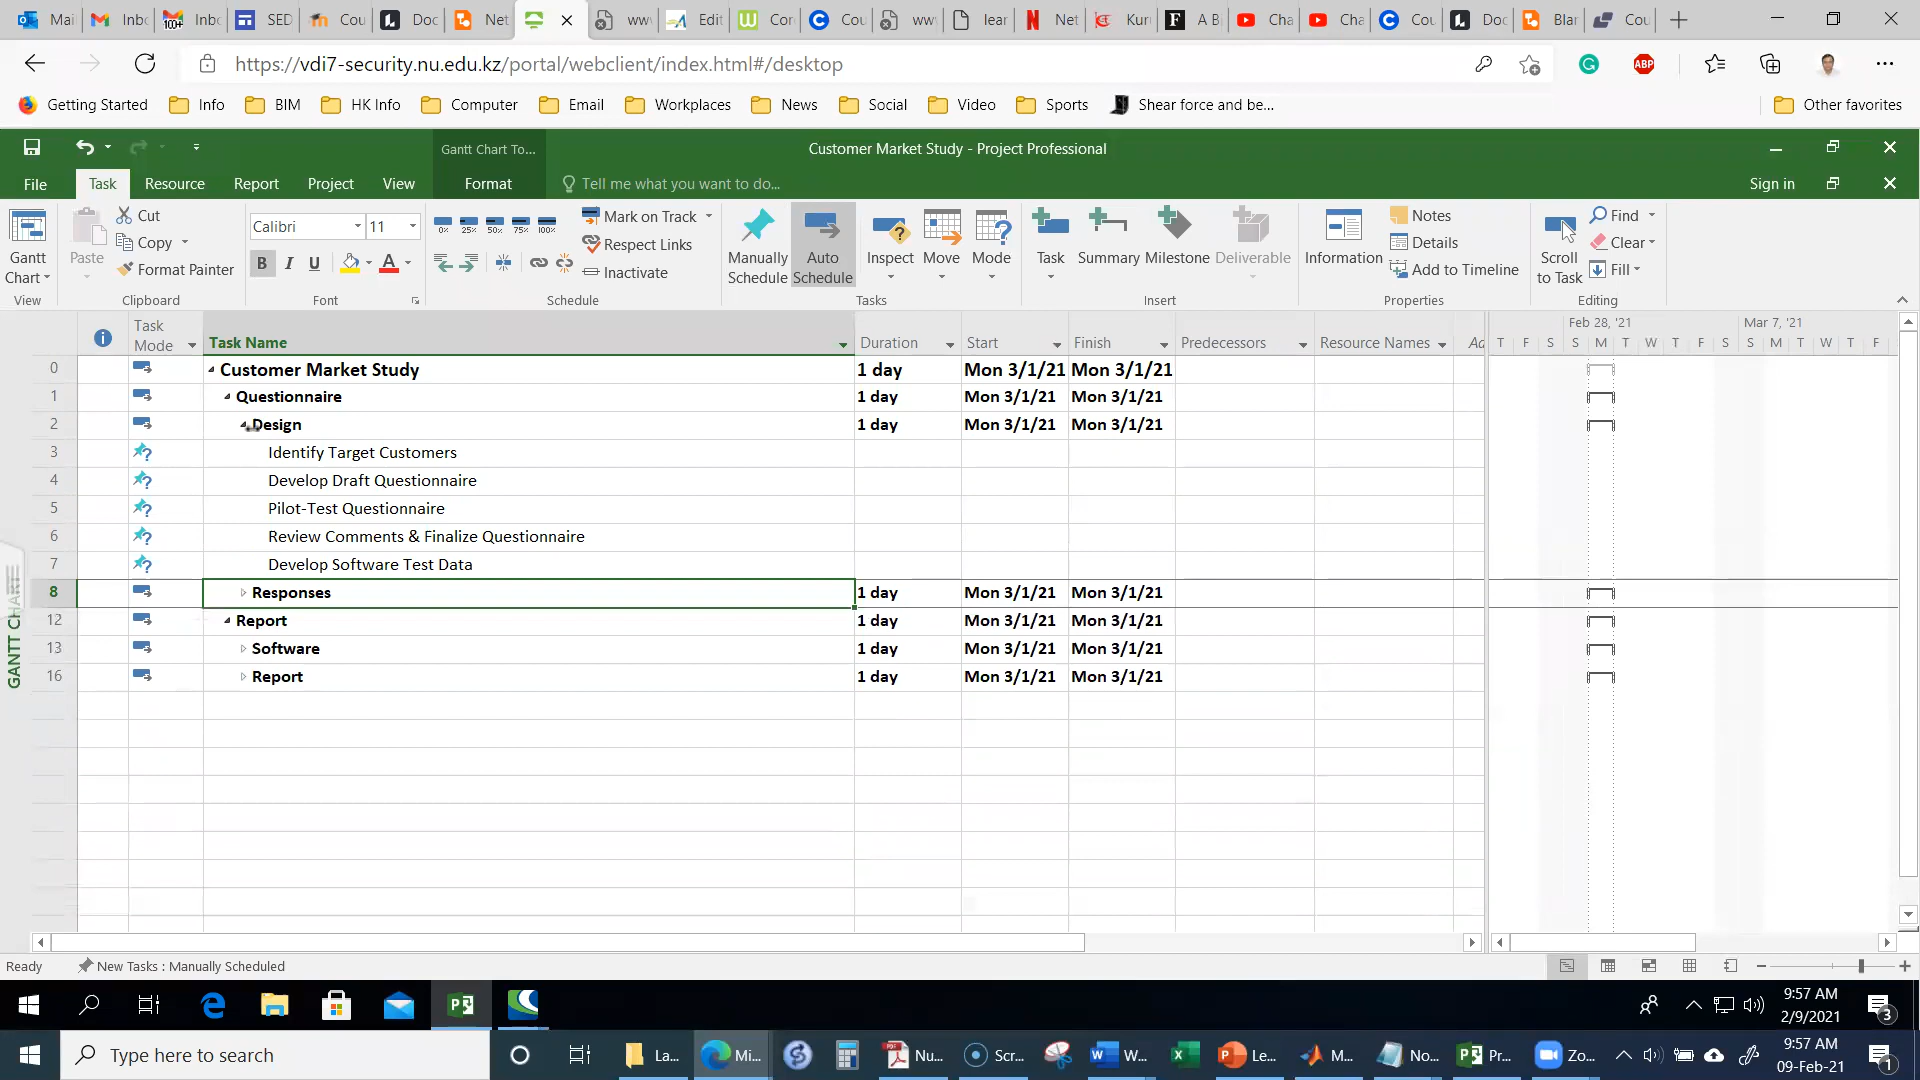 Mai
Inbo
100+
Inbo
SED
Cou
Doc
Net
www
Edit
Cor
Cou
www
lear
Net
Kur
A B
Cha
Cha
Cou
Doc
Blar
Cou
https://vdi7-security.nu.edu.kz/portal/webclient/index.html#/desktop
ABP
Getting Started
Info
BIM
HK Info
Computer
Email
Workplaces
News
Social
Video
Sports
Shear force and be...
Other favorites
Gantt Chart To...
Customer Market Study - Project Professional
File
Task
Resource
Report
Project
View
Format
Tell me what you want to do...
Sign in
Gantt Chart
View
Paste
Cut
Copy
Format Painter
Clipboard
Calibri
11
B I U A
Font
0% 25% 50% 75% 100%
Mark on Track
Respect Links
Inactivate
Schedule
Manually Schedule
Auto Schedule
Inspect
Move
Mode
Tasks
Task
Summary
Milestone
Deliverable
Insert
Information
Notes
Details
Add to Timeline
Properties
Scroll to Task
Find
Clear
Fill
Editing
Task Mode
Task Name
Duration
Start
Finish
Predecessors
Resource Names
Ad
Feb 28, '21
Mar 7, '21
T F S S M T W T F S S M T W T F
0 Customer Market Study 1 day Mon 3/1/21 Mon 3/1/21
1 Questionnaire 1 day Mon 3/1/21 Mon 3/1/21
2 Design 1 day Mon 3/1/21 Mon 3/1/21
3 Identify Target Customers
4 Develop Draft Questionnaire
5 Pilot-Test Questionnaire
6 Review Comments & Finalize Questionnaire
7 Develop Software Test Data
8 Responses 1 day Mon 3/1/21 Mon 3/1/21
12 Report 1 day Mon 3/1/21 Mon 3/1/21
13 Software 1 day Mon 3/1/21 Mon 3/1/21
16 Report 1 day Mon 3/1/21 Mon 3/1/21
GANTT CHART
Ready
New Tasks : Manually Scheduled
9:57 AM
2/9/2021
3
Type here to search
La...
Mi...
Nu...
Scr...
W...
Le...
M...
No...
Pr...
Zo...
9:57 AM
09-Feb-21
1